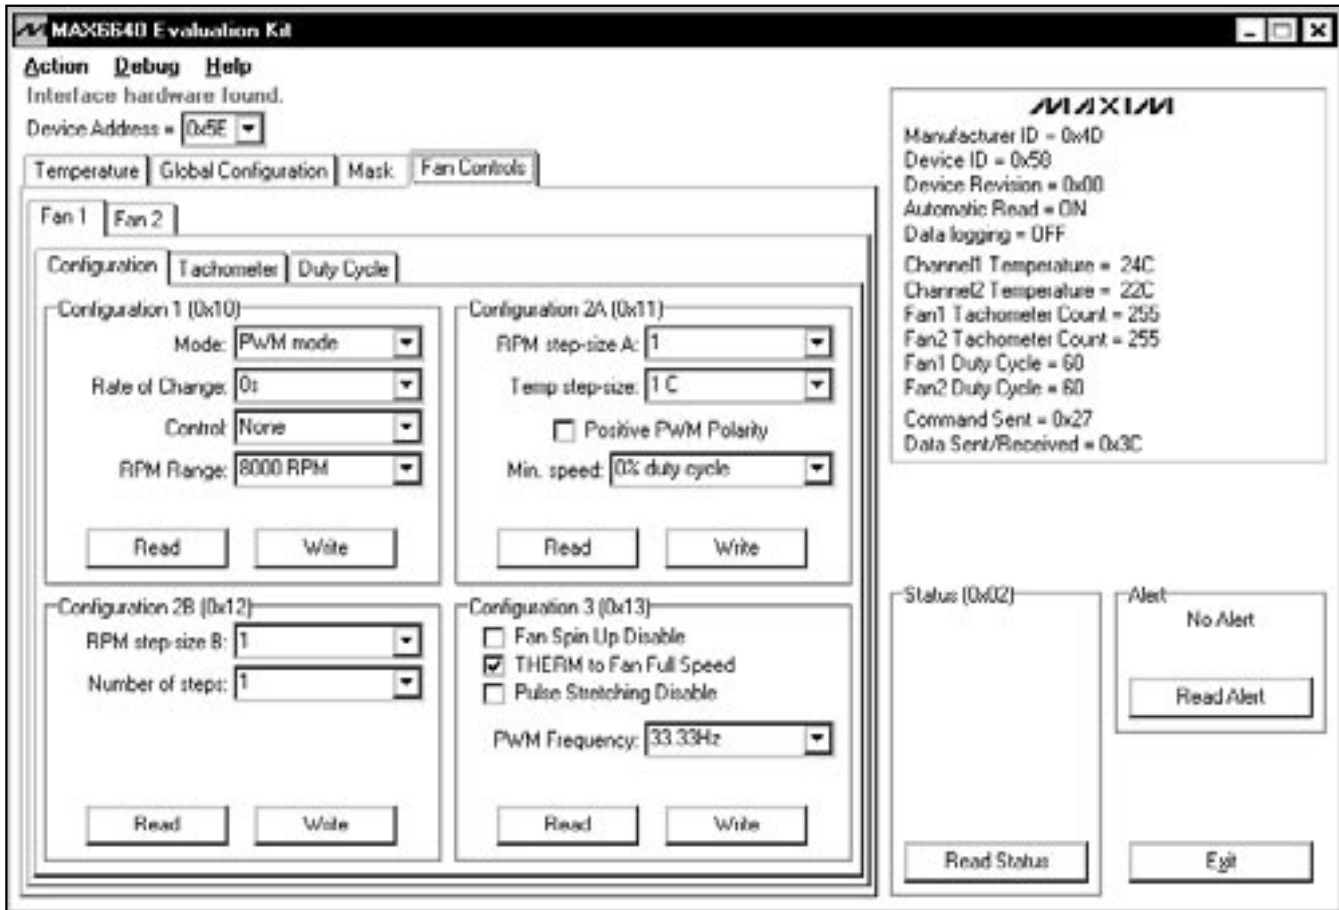 MAX6640 Evaluation Kit
Action Debug Help
Interface hardware found.
Device Address = 0x5E
Temperature Global Configuration Mask Fan Controls
Fan 1 Fan 2
Configuration Tachometer Duty Cycle
Configuration 1 (0x10)
Mode: PWM mode
Rate of Change: 0s
Control: None
RPM Range: 8000 RPM
Read Write
Configuration 2A (0x11)
RPM step-size A: 1
Temp step-size: 1 C
Positive PWM Polarity
Min. speed: 0% duty cycle
Read Write
Configuration 2B (0x12)
RPM step-size B: 1
Number of steps: 1
Read Write
Configuration 3 (0x13)
Fan Spin Up Disable
THERM to Fan Full Speed
Pulse Stretching Disable
PWM Frequency: 33.33Hz
Read Write
MAXIM
Manufacturer ID = 0x4D
Device ID = 0x58
Device Revision = 0x00
Automatic Read = ON
Data logging = OFF
Channel1 Temperature = 24C
Channel2 Temperature = 22C
Fan1 Tachometer Count = 255
Fan2 Tachometer Count = 255
Fan1 Duty Cycle = 60
Fan2 Duty Cycle = 60
Command Sent = 0x27
Data Sent/Received = 0x3C
Status (0x02)
Read Status
Alert
No Alert
Read Alert
Exit